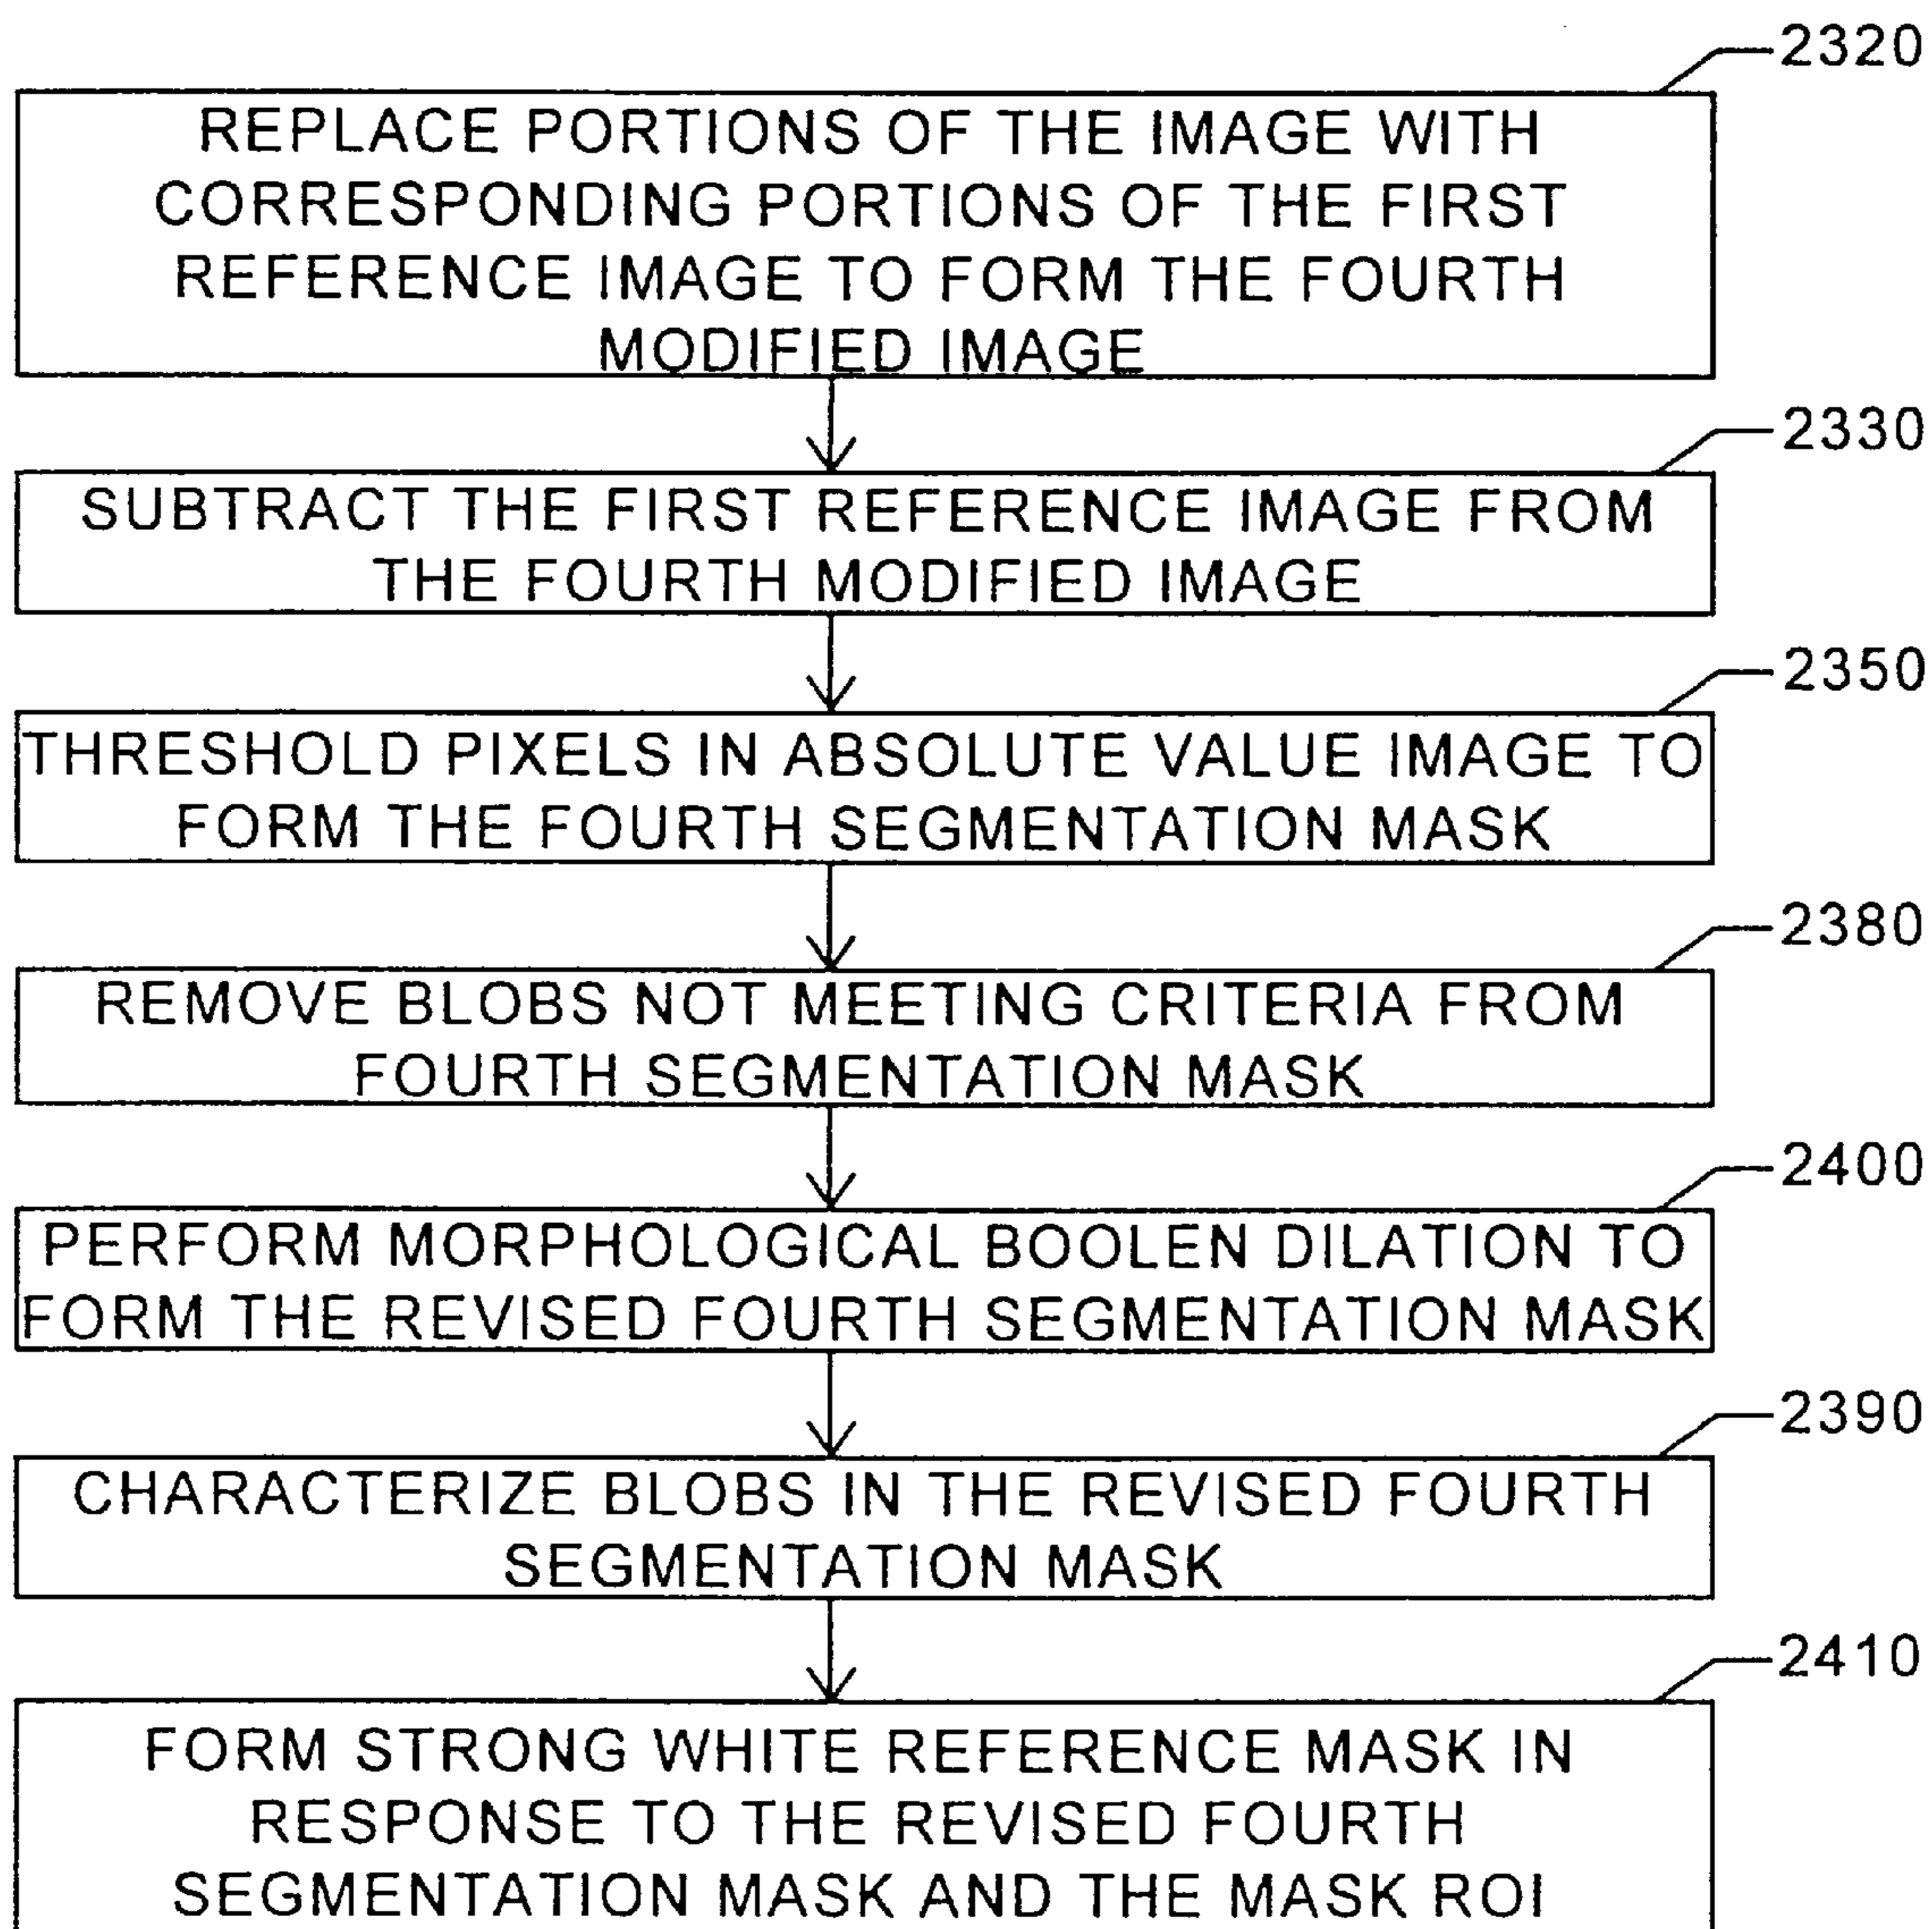 2320
REPLACE PORTIONS OF THE IMAGE WITH
CORRESPONDING PORTIONS OF THE FIRST
REFERENCE IMAGE TO FORM THE FOURTH
MODIFIED IMAGE
2330
SUBTRACT THE FIRST REFERENCE IMAGE FROM
THE FOURTH MODIFIED IMAGE
2350
THRESHOLD PIXELS IN ABSOLUTE VALUE IMAGE TO
FORM THE FOURTH SEGMENTATION MASK
2380
REMOVE BLOBS NOT MEETING CRITERIA FROM
FOURTH SEGMENTATION MASK
2400
PERFORM MORPHOLOGICAL BOOLEN DILATION TO
FORM THE REVISED FOURTH SEGMENTATION MASK
2390
CHARACTERIZE BLOBS IN THE REVISED FOURTH
SEGMENTATION MASK
2410
FORM STRONG WHITE REFERENCE MASK IN
RESPONSE TO THE REVISED FOURTH
SEGMENTATION MASK AND THE MASK ROI